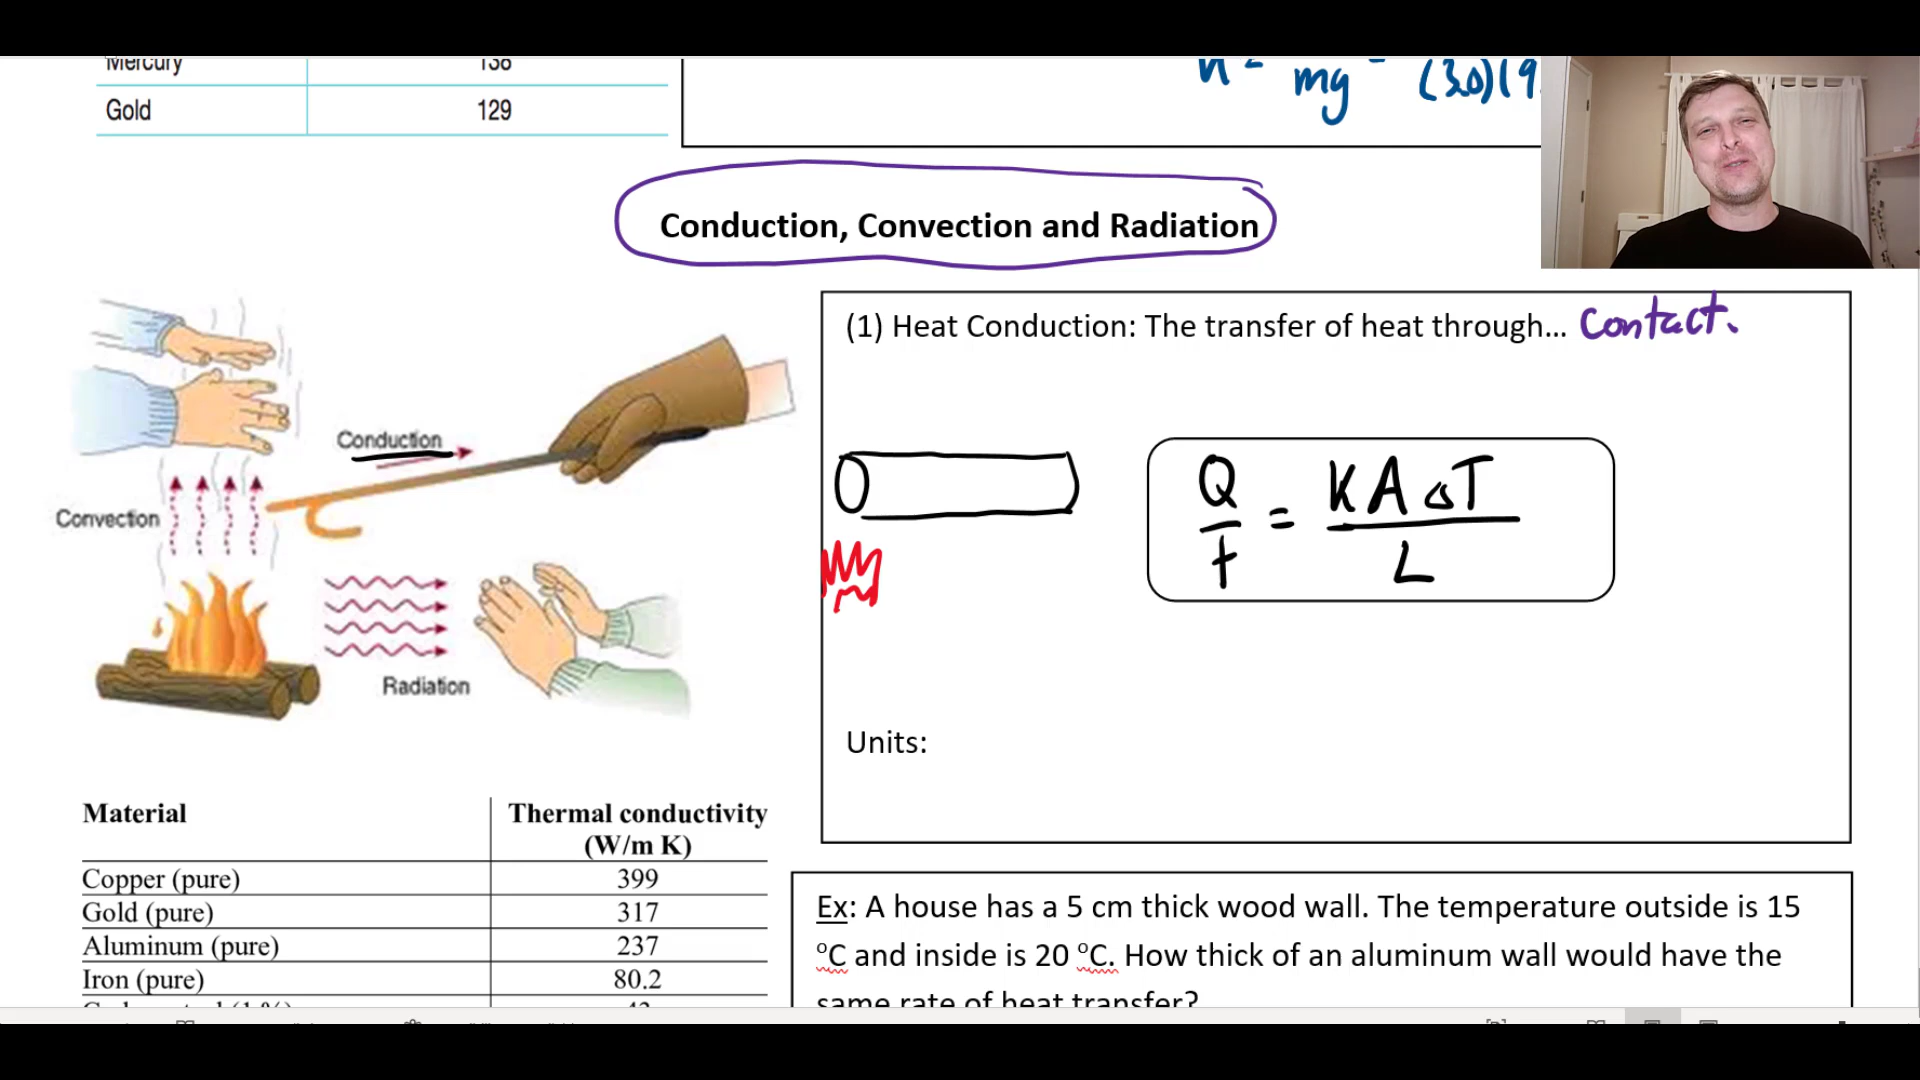 Mercury 138
Gold 129
h = mg = (30)(9.
Conduction, Convection and Radiation
(1) Heat Conduction: The transfer of heat through... Contact.
Conduction
Convection
Radiation
Q/t = KAΔT/L
Units:
Material Thermal conductivity
(W/m K)
Copper (pure) 399
Gold (pure) 317
Aluminum (pure) 237
Iron (pure) 80.2
Ex: A house has a 5 cm thick wood wall. The temperature outside is 15
°C and inside is 20 °C. How thick of an aluminum wall would have the
same rate of heat transfer?